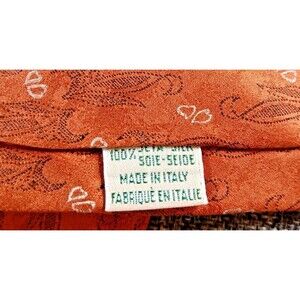 100% SETA-SILK
SOIE-SEIDE
MADE IN ITALY
FABRIQUÉ EN ITALIE